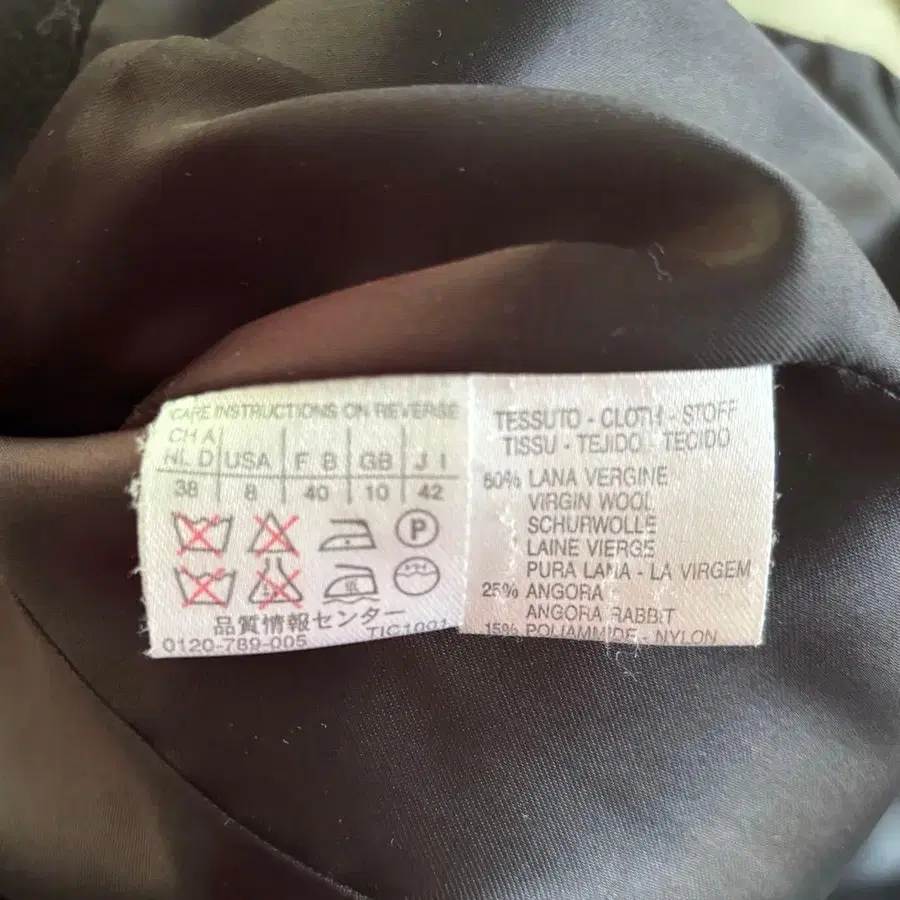 CARE INSTRUCTIONS ON REVERSE
CH A
NL D USA F B GB J I
38 8 40 10 42
P
品質情報センター
0120-789-005 TIC1001
TESSUTO - CLOTH - STOFF
TISSU - TEJIDO - TECIDO
60% LANA VERGINE
VIRGIN WOOL
SCHURWOLLE
LAINE VIERGE
PURA LANA - LA VIRGEM
25% ANGORA
ANGORA RABBIT
15% POLIAMMIDE - NYLON